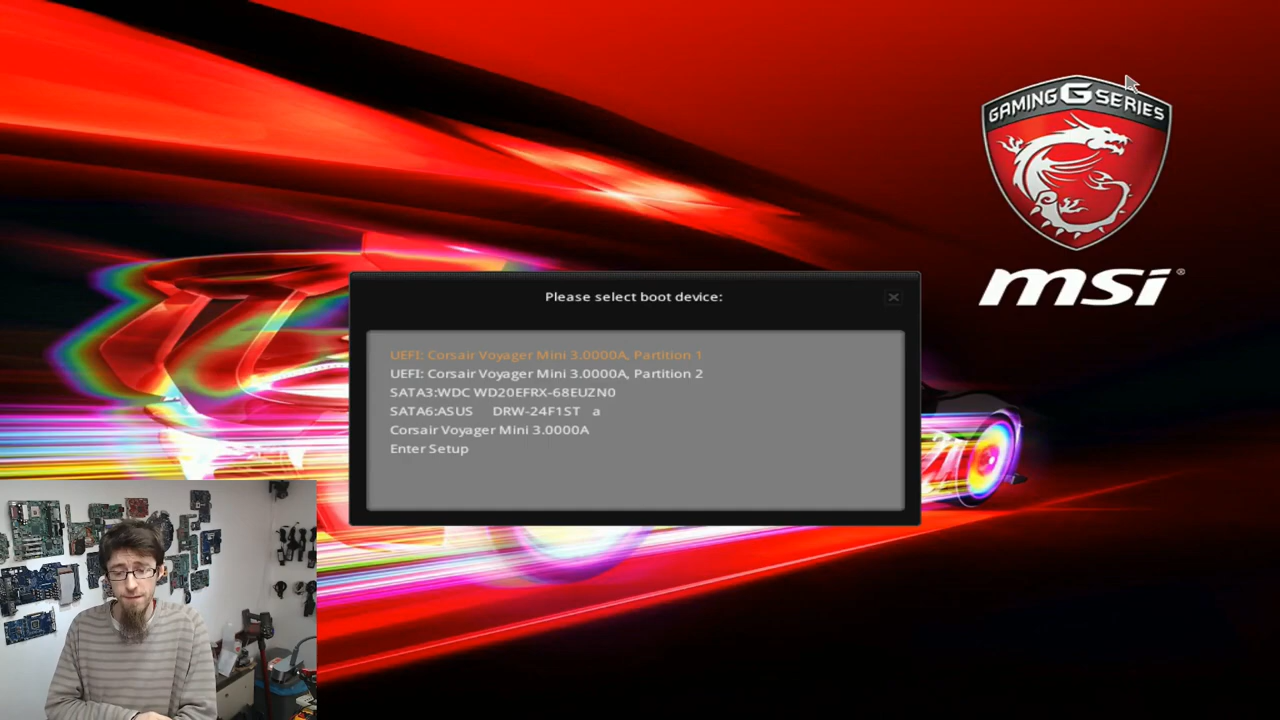 GAMING G SERIES
msi®
Please select boot device:
UEFI: Corsair Voyager Mini 3.0000A, Partition 1
UEFI: Corsair Voyager Mini 3.0000A, Partition 2
SATA3:WDC WD20EFRX-68EUZN0
SATA6:ASUS DRW-24F1ST a
Corsair Voyager Mini 3.0000A
Enter Setup